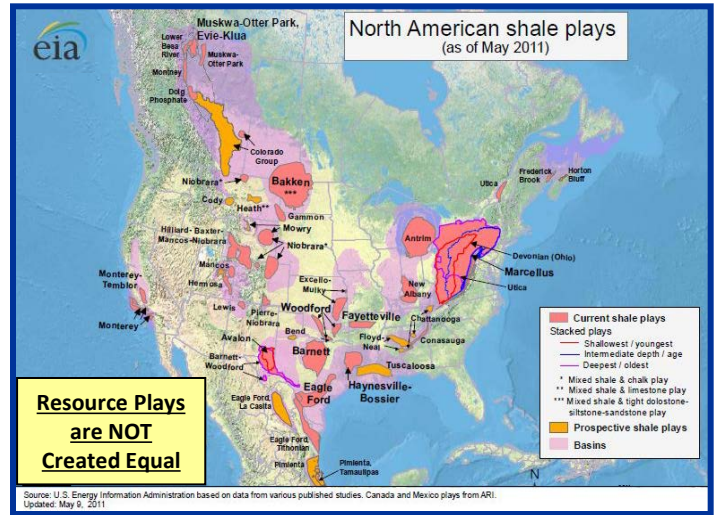 eia
North American shale plays
(as of May 2011)
Muskwa-Otter Park,
Evie-Klua
Lower
Besa
River
Muskwa-
Otter Park
Montney
Doig
Phosphate
Colorado
Group
Niobrara*
Bakken
***
Cody
Heath**
Gammon
Mowry
Hilliard-Baxter-
Mancos-Niobrara
Niobrara*
Mancos
Hermosa
Monterey-
Temblor
Monterey
Lewis
Pierre-
Niobrara
Excello-
Mulky
Woodford
Fayetteville
Bend
Avalon
Barnett
Barnett-
Woodford
Antrim
New
Albany
Utica
Frederick
Brook
Horton
Bluff
Devonian (Ohio)
Marcellus
Utica
Chattanooga
Floyd-
Neal
Conasauga
Tuscaloosa
Haynesville-
Bossier
Eagle
Ford
Eagle Ford,
La Casita
Eagle Ford,
Tithonian
Pimienta
Pimienta,
Tamaulipas
Resource Plays
are NOT
Created Equal
Current shale plays
Stacked plays
Shallowest / youngest
Intermediate depth / age
Deepest / oldest
* Mixed shale & chalk play
** Mixed shale & limestone play
*** Mixed shale & tight dolostone-
siltstone-sandstone play
Prospective shale plays
Basins
N
Source: U.S. Energy Information Administration based on data from various published studies. Canada and Mexico plays from ARI.
Updated: May 9, 2011